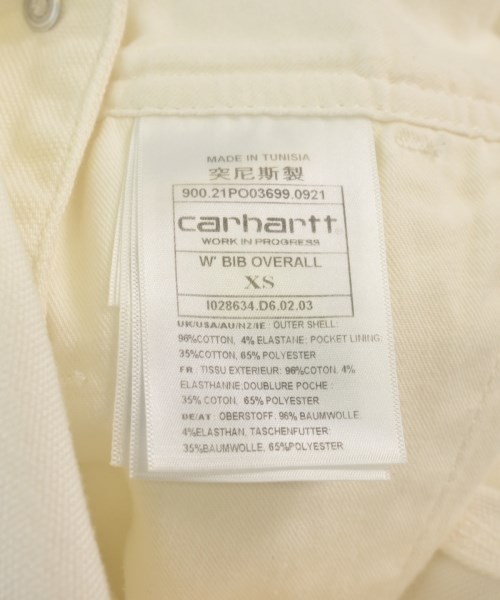 MADE IN TUNISIA
突尼斯製
900.21PO03699.0921
carhartt
WORK IN PROGRESS
W' BIB OVERALL
XS
I028634.D6.02.03
UK/USA/AU/NZ/IE : OUTER SHELL:
96%COTTON, 4% ELASTANE: POCKET LINING:
35%COTTON, 65% POLYESTER
FR : TISSU EXTERIEUR: 96%COTON, 4%
ELASTHANNE,DOUBLURE POCHE :
35% COTON, 65% POLYESTER
DE/AT : OBERSTOFF: 96% BAUMWOLLE,
4%ELASTHAN, TASCHENFUTTER:
35%BAUMWOLLE, 65%POLYESTER